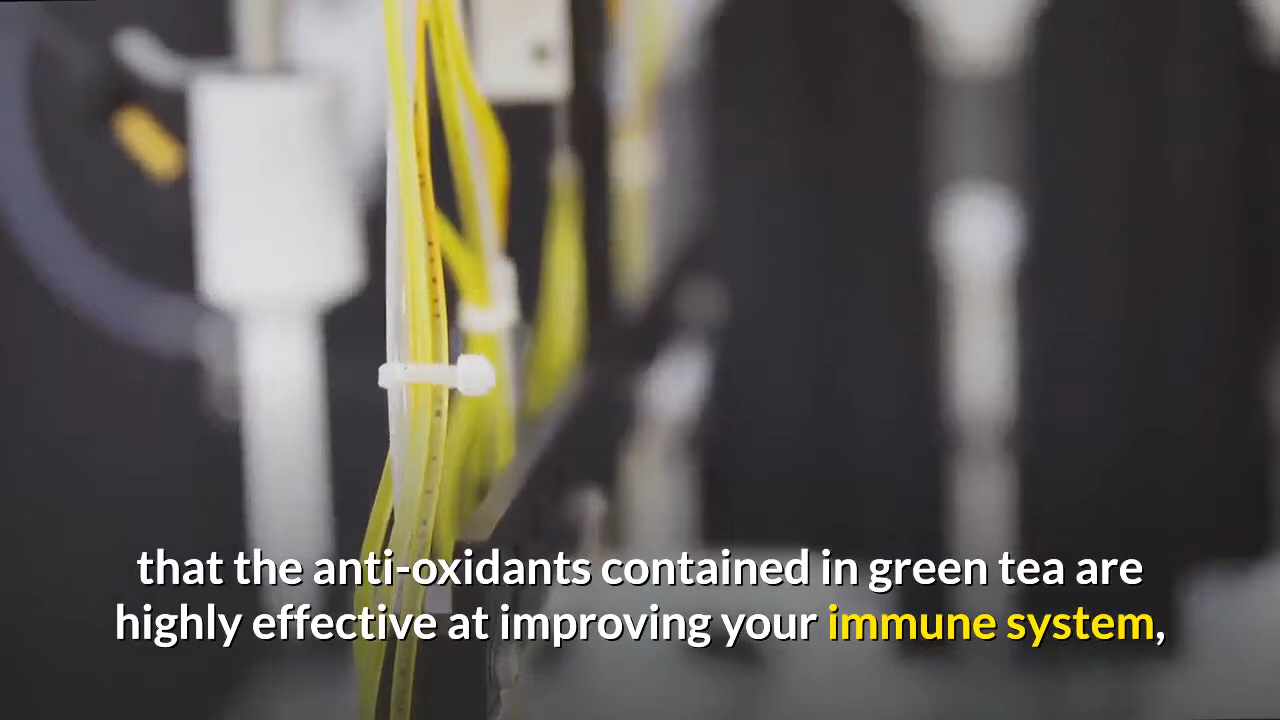 that the anti-oxidants contained in green tea are
highly effective at improving your immune system,